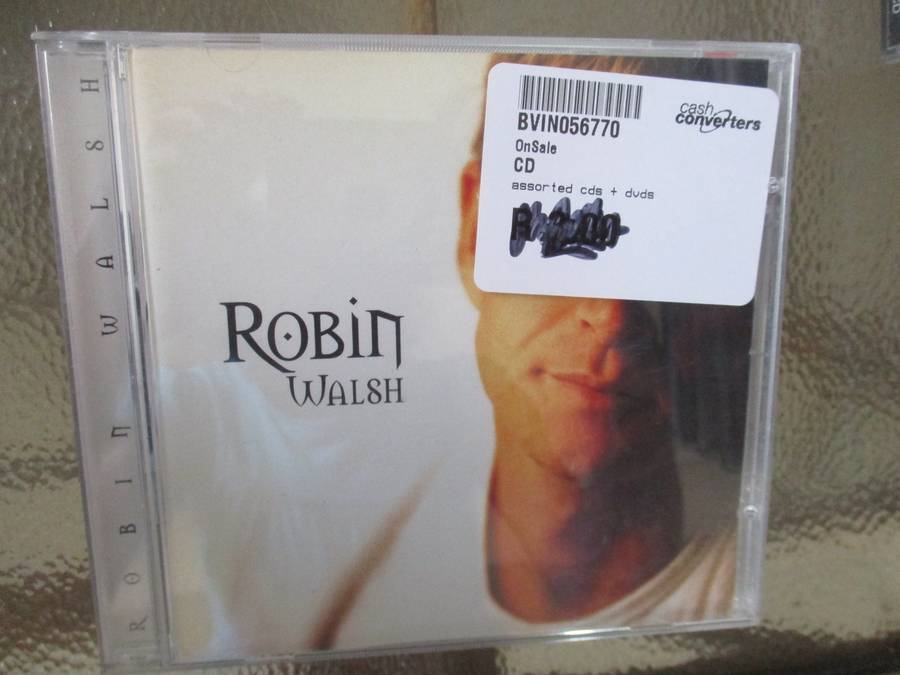 ROBIN WALSH
cash
converters
BVIN056770
OnSale
CD
assorted cds + dvds
ROBIN
WALSH